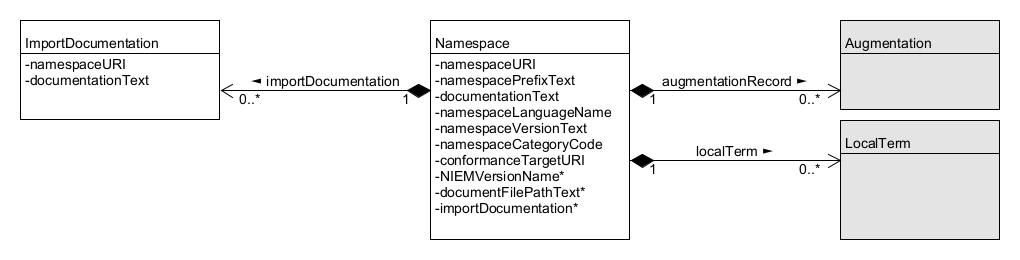 ImportDocumentation
-namespaceURI
-documentationText
◄ importDocumentation
0..*
1
Namespace
-namespaceURI
-namespacePrefixText
-documentationText
-namespaceLanguageName
-namespaceVersionText
-namespaceCategoryCode
-conformanceTargetURI
-NIEMVersionName*
-documentFilePathText*
-importDocumentation*
augmentationRecord ►
1
0..*
Augmentation
localTerm ►
1
0..*
LocalTerm